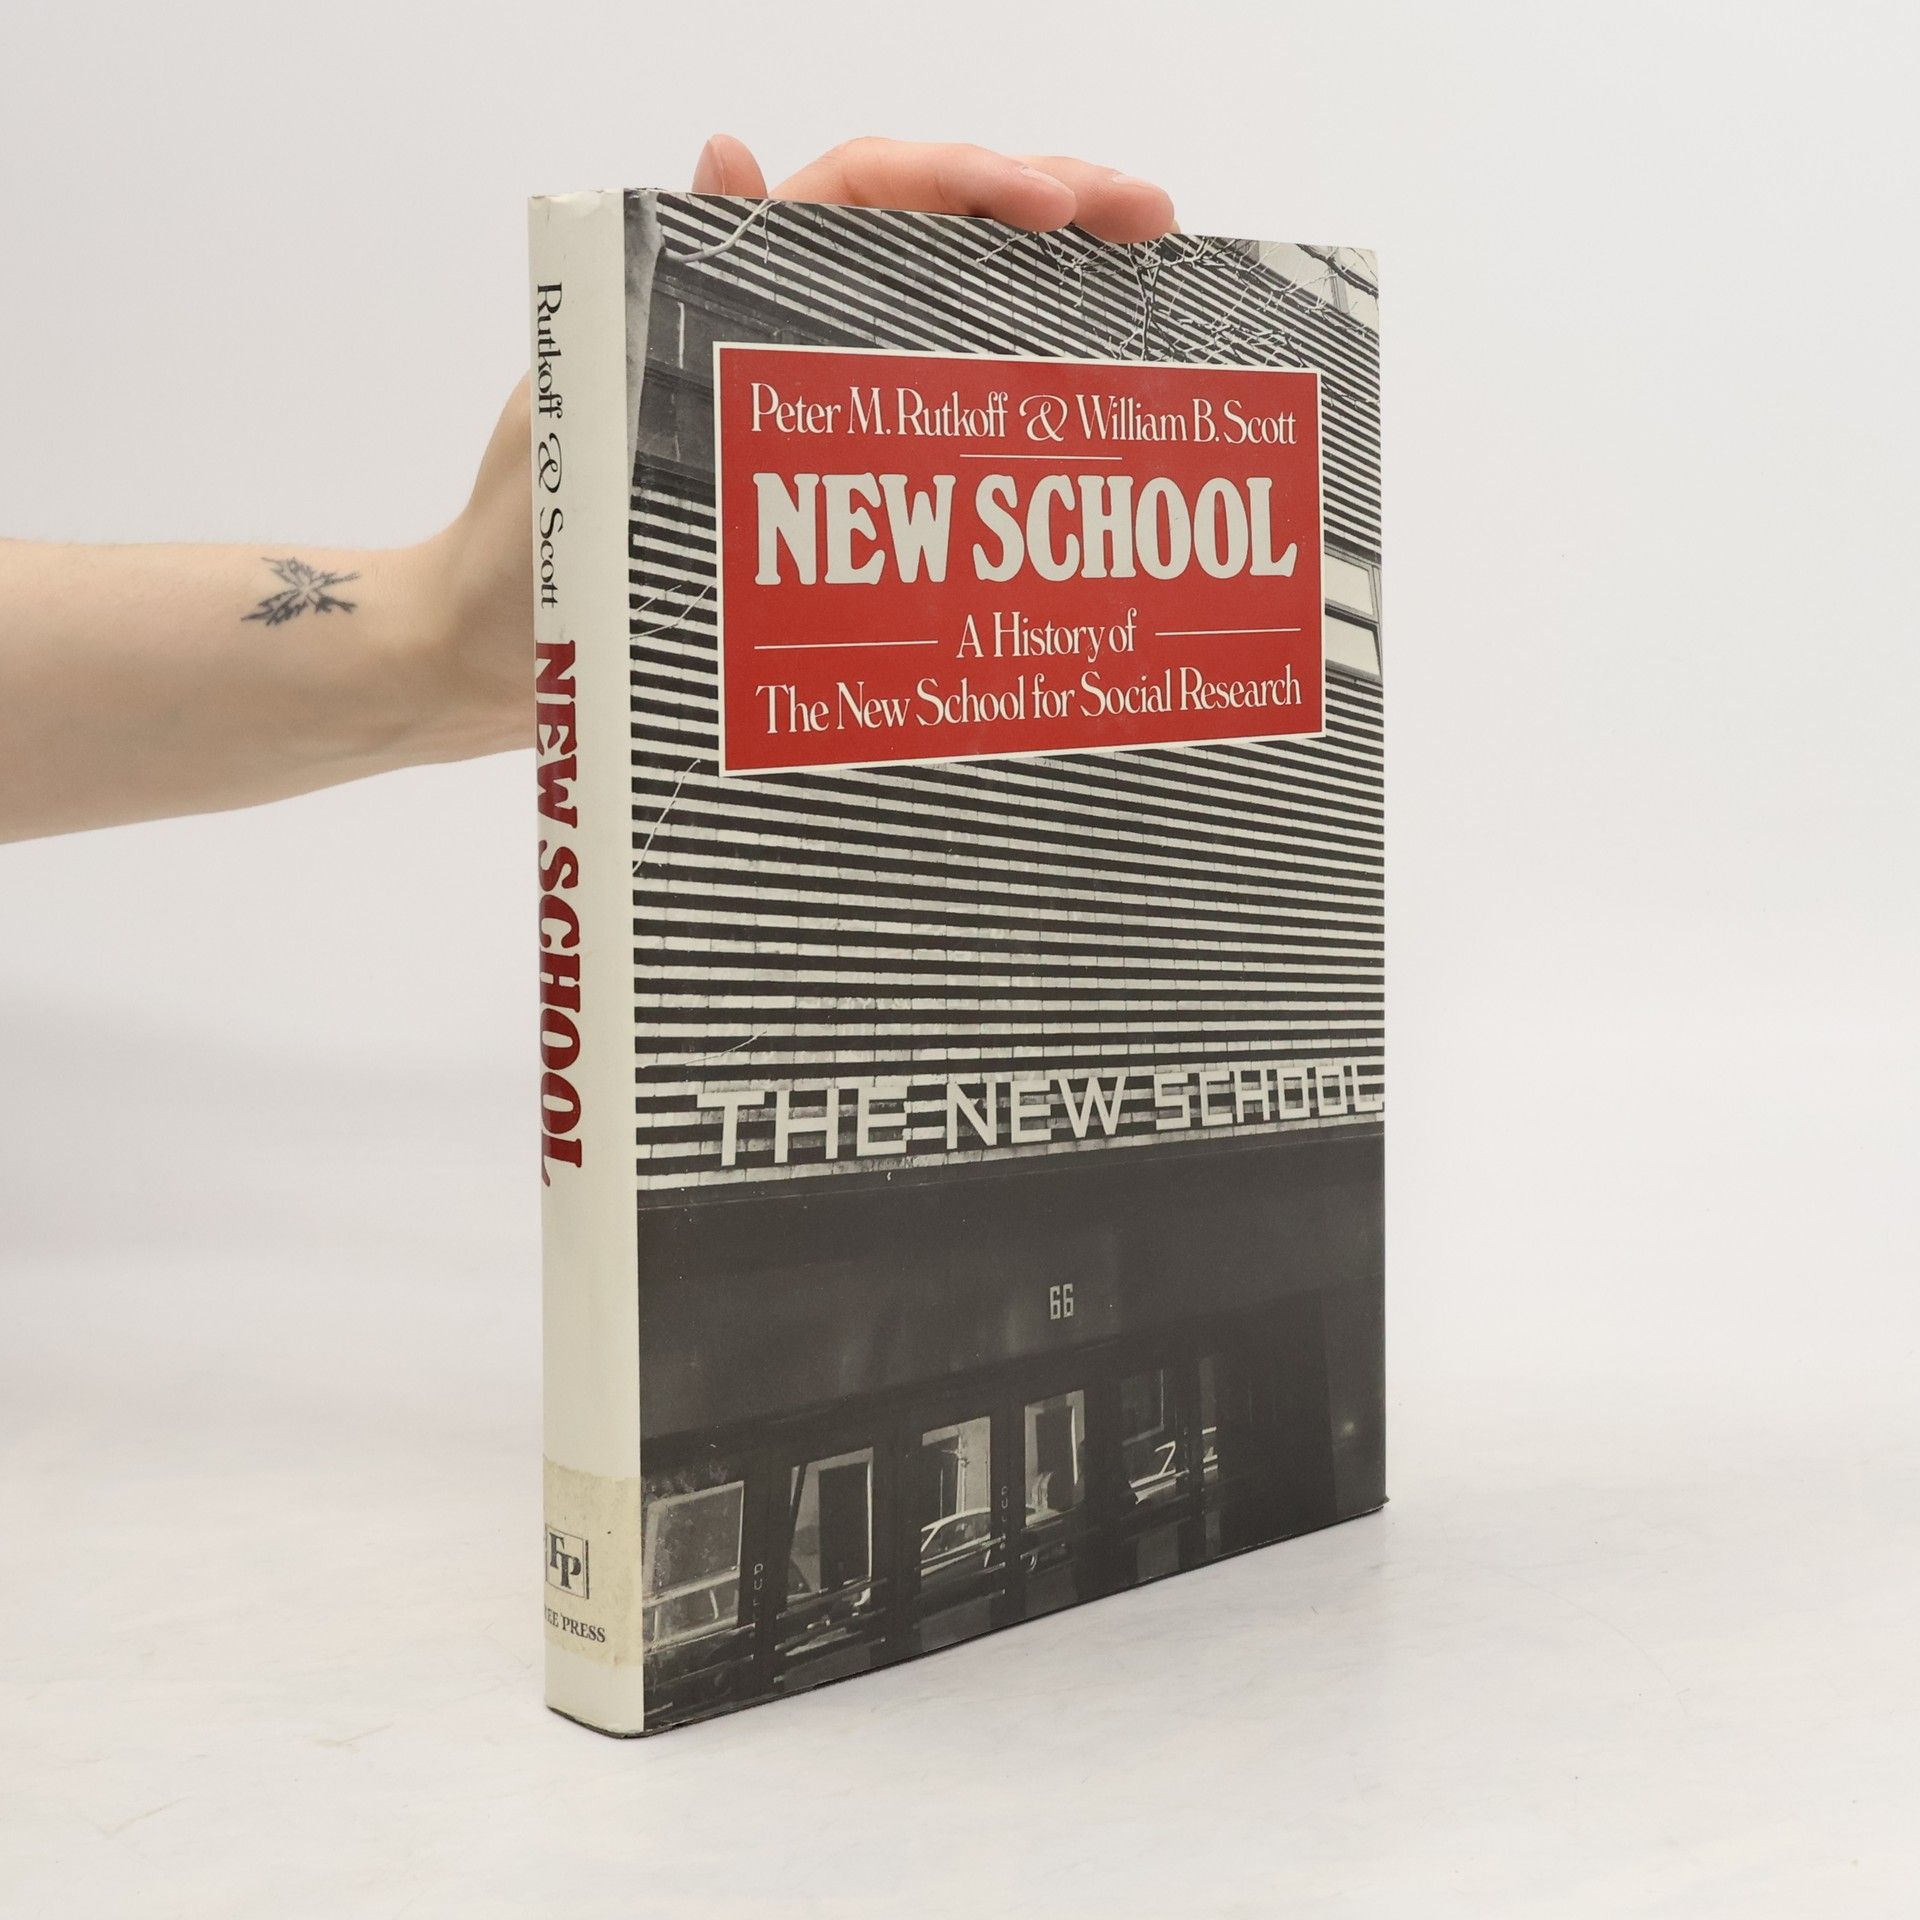 Rutkoff & Scott NEW SCHOOL
FP
PRESS
Peter M. Rutkoff & William B. Scott
NEW SCHOOL
A History of
The New School for Social Research
THE NEW SCHOOL
66